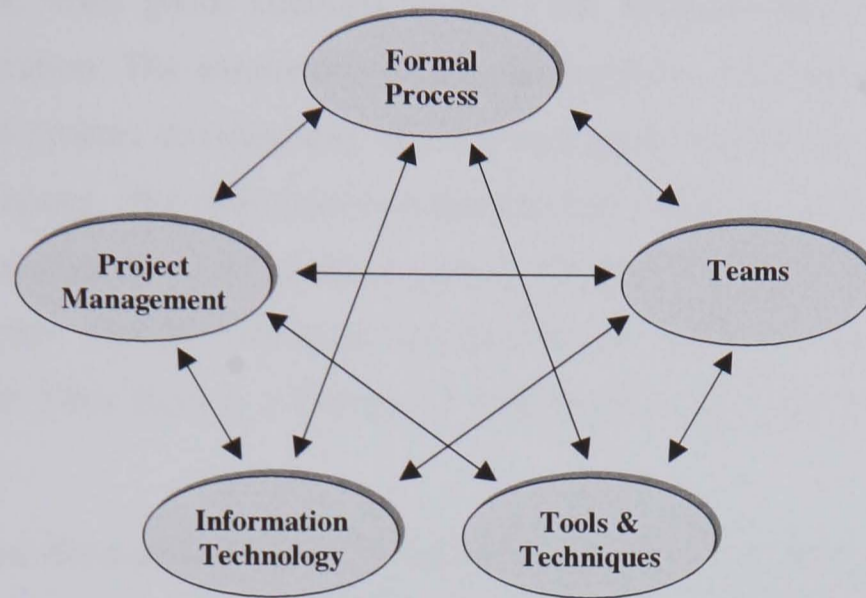 Formal
Process
Project
Management
Teams
Information
Technology
Tools &
Techniques